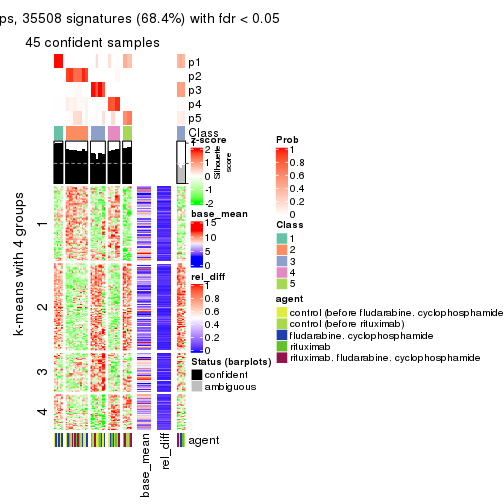 ps, 35508 signatures (68.4%) with fdr < 0.05
45 confident samples
p1
p2
p3
p4
p5
Class
1
Silhouette
score
k-means with 4 groups
1
2
3
4
agent
base_mean
rel_diff
z-score
2
1
0
-1
-2
base_mean
15
10
5
0
rel_diff
1
0.8
0.6
0.4
0.2
0
Status (barplots)
confident
ambiguous
Prob
1
0.8
0.6
0.4
0.2
0
Class
1
2
3
4
5
agent
control (before fludarabine. cyclophosphamide
control (before rituximab)
fludarabine. cyclophosphamide
rituximab
rituximab. fludarabine. cyclophosphamide